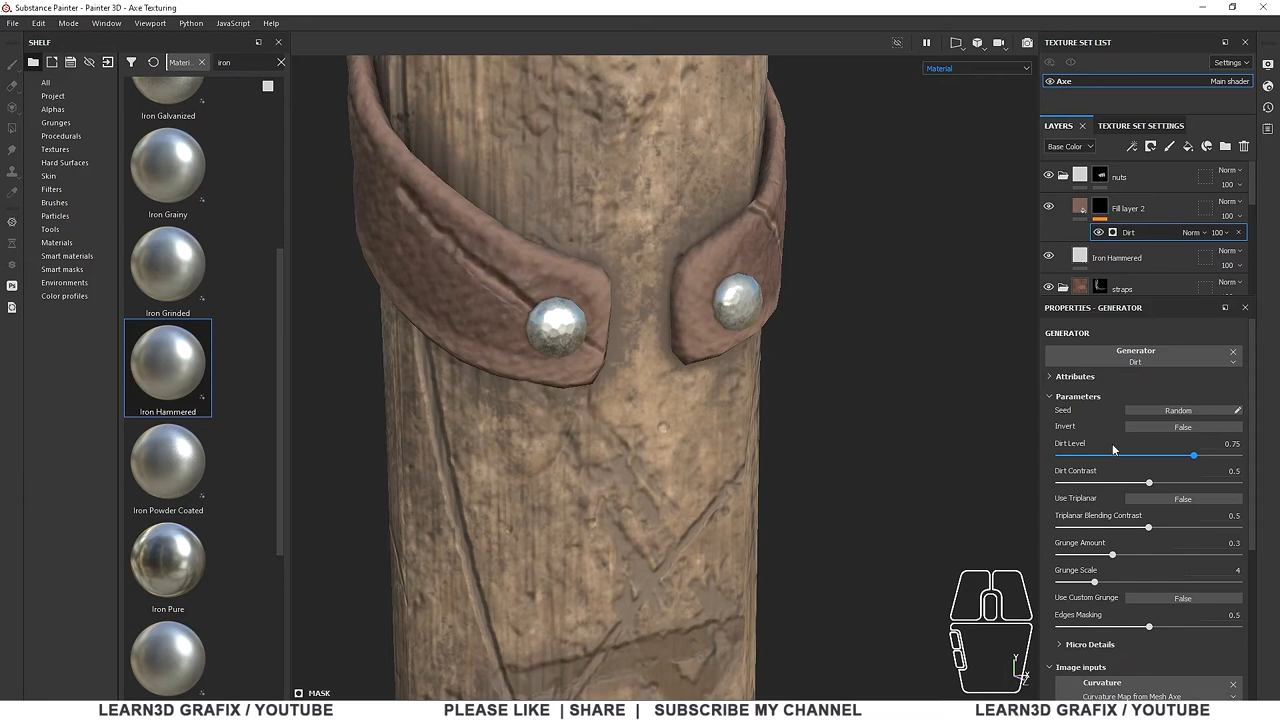 Substance Painter - Painter 3D - Axe Texturing
File Edit Mode Window Viewport Python JavaScript Help
SHELF
Materi...
iron
All
Project
Alphas
Grunges
Procedurals
Textures
Hard Surfaces
Skin
Filters
Brushes
Particles
Tools
Materials
Smart materials
Smart masks
Environments
Color profiles
Iron Galvanized
Iron Grainy
Iron Grinded
Iron Hammered
Iron Powder Coated
Iron Pure
Material
MASK
Y
Z
TEXTURE SET LIST
Settings
Axe Main shader
LAYERS TEXTURE SET SETTINGS
Base Color
nuts Norm
100
Fill layer 2 Norm
100
Dirt Norm 100
Iron Hammered Norm
100
straps Norm
100
PROPERTIES - GENERATOR
GENERATOR
Generator
Dirt
Attributes
Parameters
Seed Random
Invert False
Dirt Level 0.75
Dirt Contrast 0.5
Use Triplanar False
Triplanar Blending Contrast 0.5
Grunge Amount 0.3
Grunge Scale 4
Use Custom Grunge False
Edges Masking 0.5
Micro Details
Image inputs
Curvature
Curvature Map from Mesh Axe
LEARN3D GRAFIX / YOUTUBE PLEASE LIKE | SHARE | SUBSCRIBE MY CHANNEL LEARN3D GRAFIX / YOUTUBE